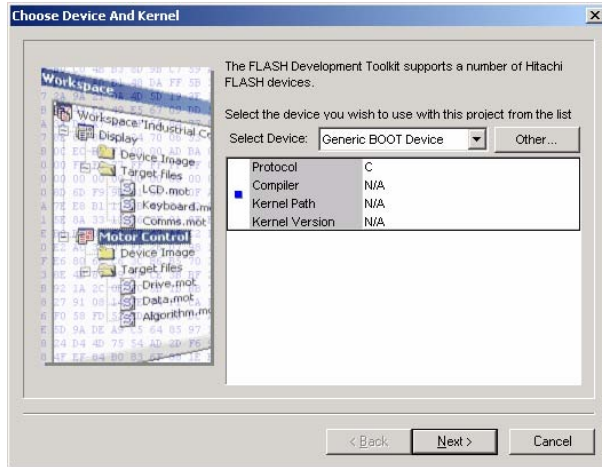 Choose Device And Kernel
The FLASH Development Toolkit supports a number of Hitachi
FLASH devices.
Select the device you wish to use with this project from the list
Select Device: Generic BOOT Device Other...
Protocol C
Compiler N/A
Kernel Path N/A
Kernel Version N/A
Workspace
Workspace 'Industrial
Display
Device Image
Target Files
LCD.mot
Keyboard.m
Comms.mot
Motor Control
Device Image
Target Files
Drive.mot
Data.mot
Algorithm.m
< Back Next > Cancel